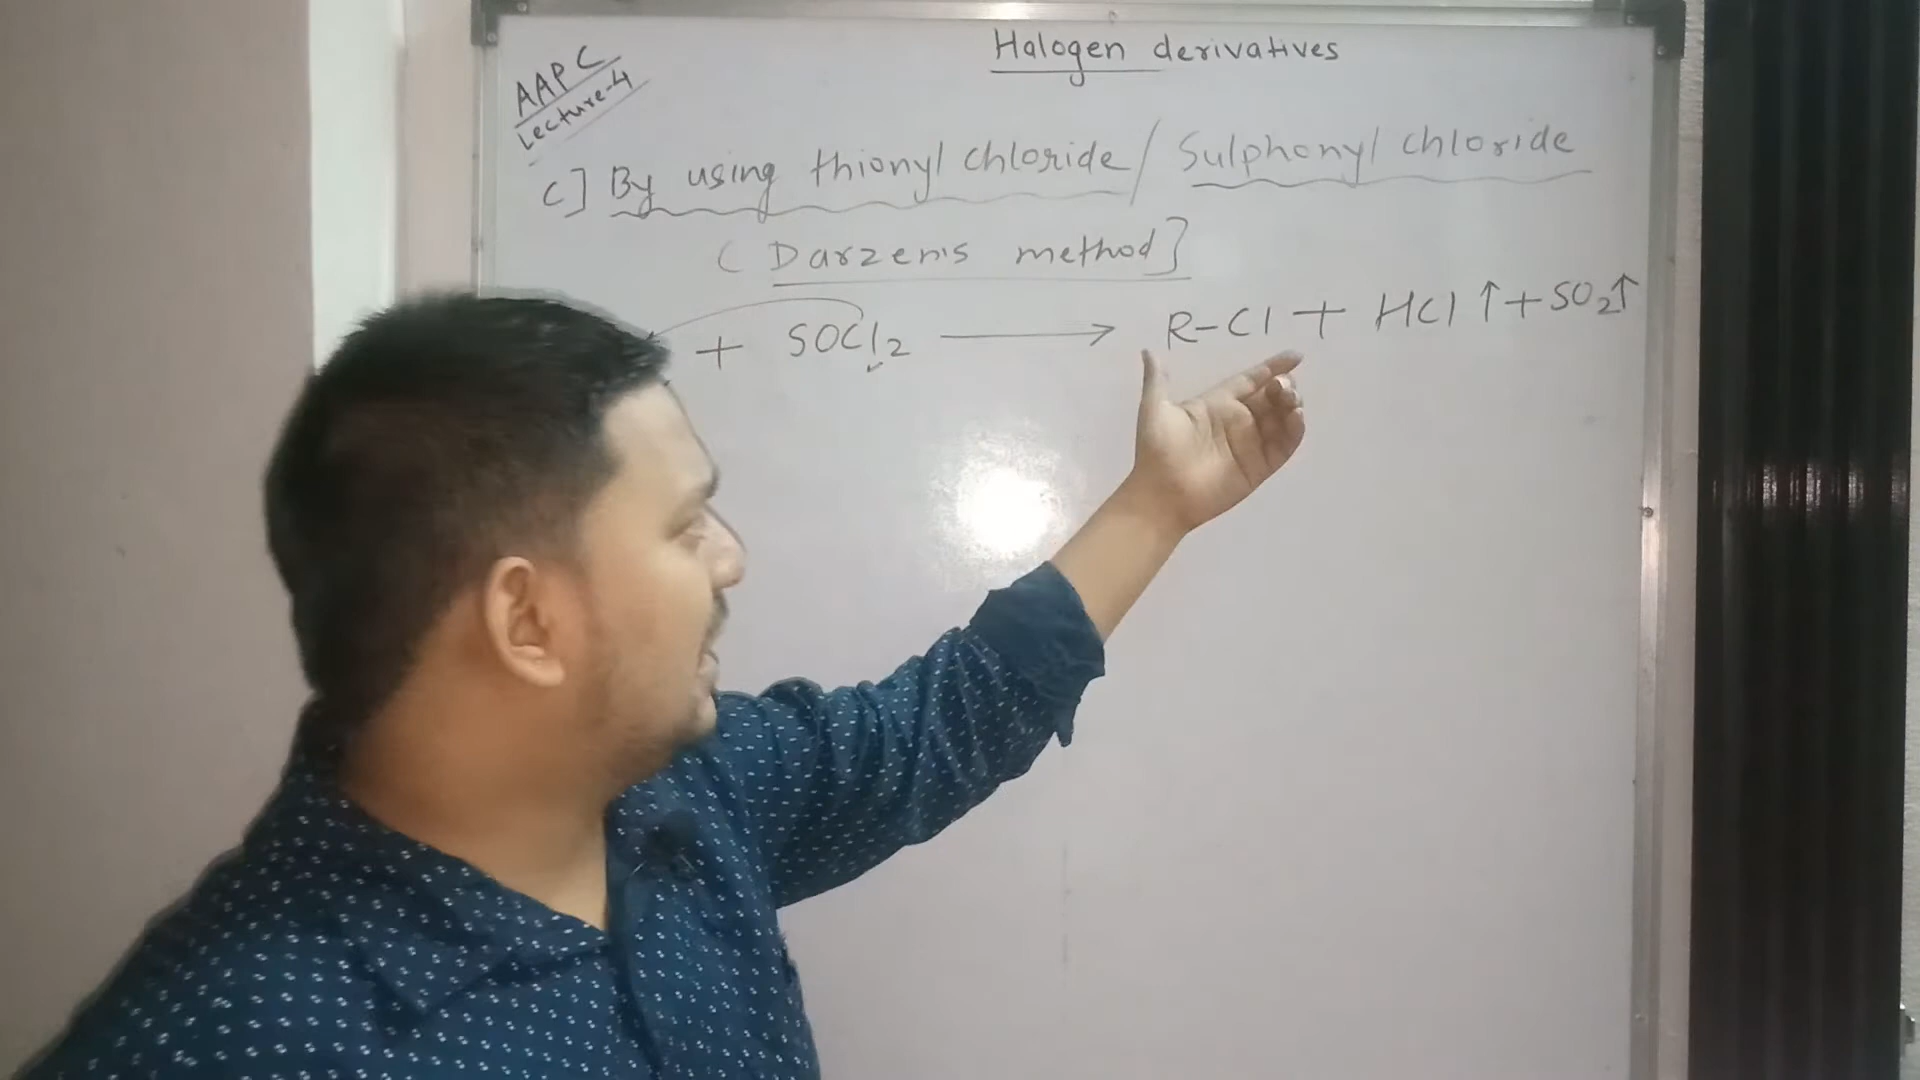 Halogen derivatives
AAPC
Lecture-4
C] By using thionyl chloride/ Sulphonyl chloride
( Darzen's method]
+ SOCl2 ⟶ R-Cl + HCl ↑ + SO2↑